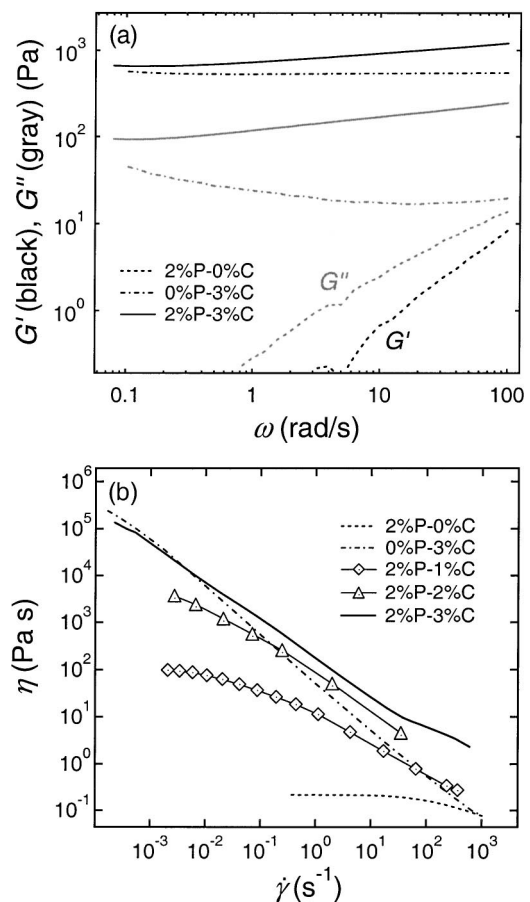 (a)
G' (black), G" (gray) (Pa)
10³
10²
10¹
10⁰
2%P-0%C
0%P-3%C
2%P-3%C
G"
G'
0.1 1 10 100
ω (rad/s)
(b)
η (Pa s)
10⁶
10⁵
10⁴
10³
10²
10¹
10⁰
10⁻¹
2%P-0%C
0%P-3%C
2%P-1%C
2%P-2%C
2%P-3%C
10⁻³ 10⁻² 10⁻¹ 10⁰ 10¹ 10² 10³
γ̇ (s⁻¹)